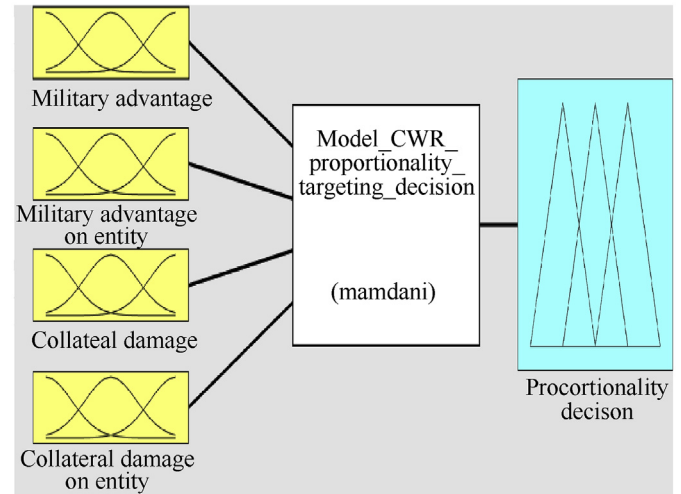 Military advantage
Military advantage
on entity
Collateal damage
Collateral damage
on entity
Model_CWR_
proportionality_
targeting_decision
(mamdani)
Procortionality
decison